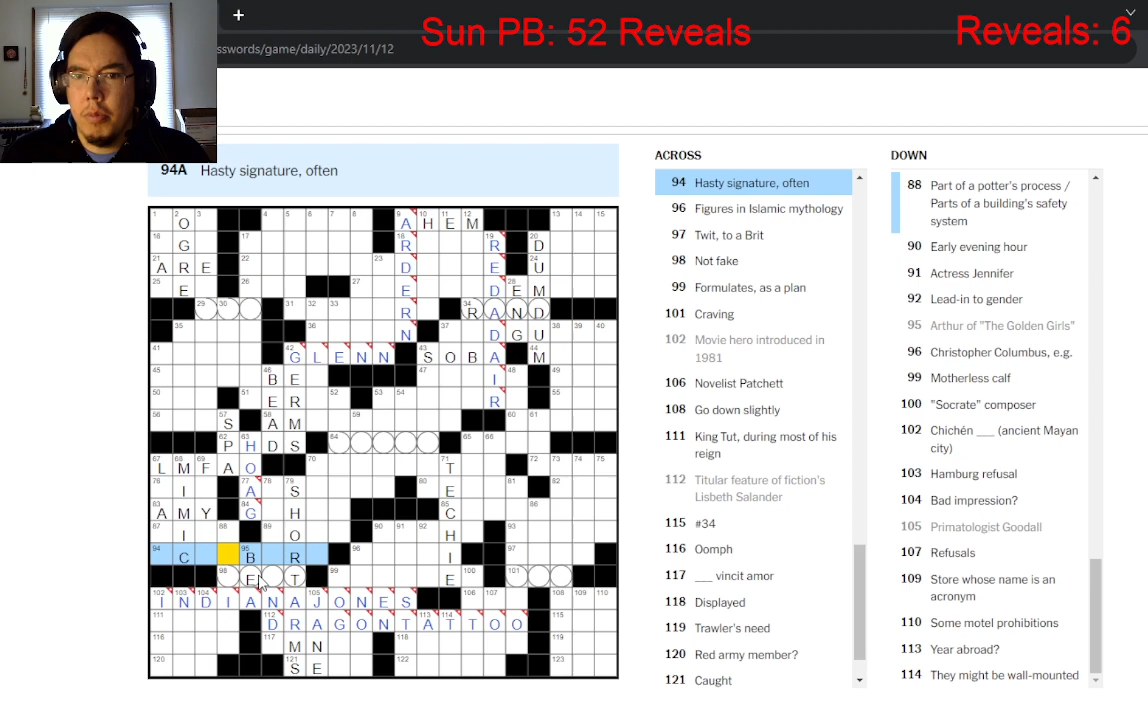 +
sswords/game/daily/2023/11/12
Sun PB: 52 Reveals
Reveals: 6
94A Hasty signature, often
ACROSS
94 Hasty signature, often
96 Figures in Islamic mythology
97 Twit, to a Brit
98 Not fake
99 Formulates, as a plan
101 Craving
102 Movie hero introduced in
1981
106 Novelist Patchett
108 Go down slightly
111 King Tut, during most of his
reign
112 Titular feature of fiction's
Lisbeth Salander
115 #34
116 Oomph
117 ___ vincit amor
118 Displayed
119 Trawler's need
120 Red army member?
121 Caught
DOWN
88 Part of a potter's process /
Parts of a building's safety
system
90 Early evening hour
91 Actress Jennifer
92 Lead-in to gender
95 Arthur of "The Golden Girls"
96 Christopher Columbus, e.g.
99 Motherless calf
100 "Socrate" composer
102 Chichén ___ (ancient Mayan
city)
103 Hamburg refusal
104 Bad impression?
105 Primatologist Goodall
107 Refusals
109 Store whose name is an
acronym
110 Some motel prohibitions
113 Year abroad?
114 They might be wall-mounted
O A H E M
G R R D
A R E D E U
E E D E M
R R A N D
N D G U
G L E N N S O B A A M
B E I
E R R
S A M
P H D S
L M F A O T
I A S E
A M Y G H C
I O H
C B R I
E T E
I N D I A N A J O N E S
D R A G O N T A T T O O
M N
S E